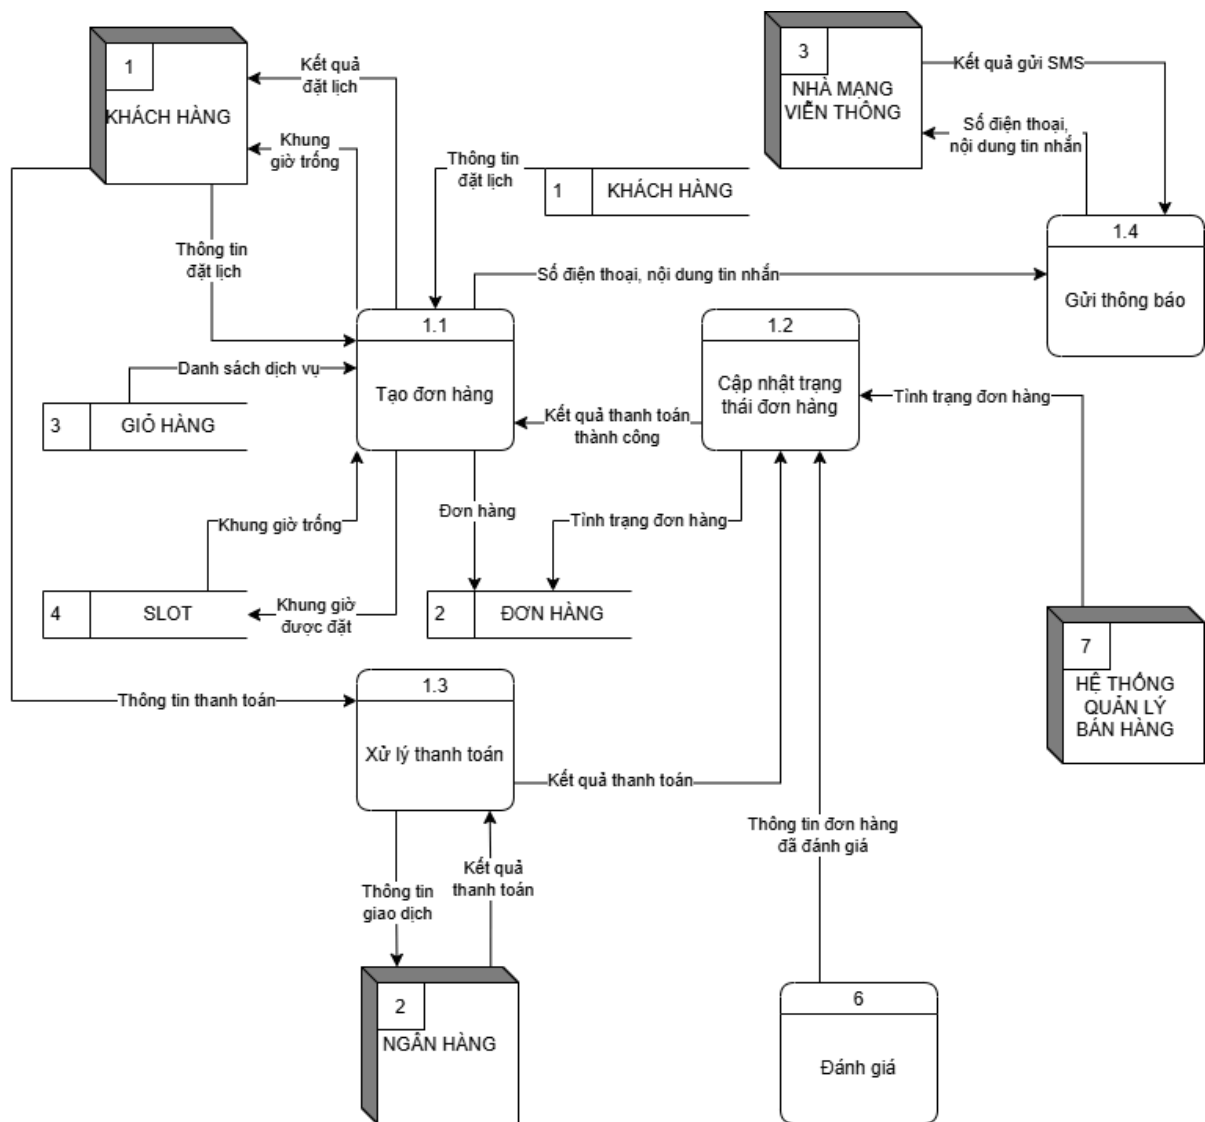 1
KHÁCH HÀNG
Kết quả
đặt lịch
Khung
giờ trống
Thông tin
đặt lịch
3
NHÀ MẠNG
VIỄN THÔNG
Kết quả gửi SMS
Số điện thoại,
nội dung tin nhắn
Thông tin
đặt lịch
1
KHÁCH HÀNG
1.4
Gửi thông báo
Số điện thoại, nội dung tin nhắn
1.1
Tạo đơn hàng
1.2
Cập nhật trạng
thái đơn hàng
Danh sách dịch vụ
3
GIỎ HÀNG
Kết quả thanh toán
thành công
Tình trạng đơn hàng
Khung giờ trống
Đơn hàng
Tình trạng đơn hàng
4
SLOT
Khung giờ
được đặt
2
ĐƠN HÀNG
7
HỆ THỐNG
QUẢN LÝ
BÁN HÀNG
Thông tin thanh toán
1.3
Xử lý thanh toán
Kết quả thanh toán
Thông tin đơn hàng
đã đánh giá
Thông tin
giao dịch
Kết quả
thanh toán
2
NGÂN HÀNG
6
Đánh giá